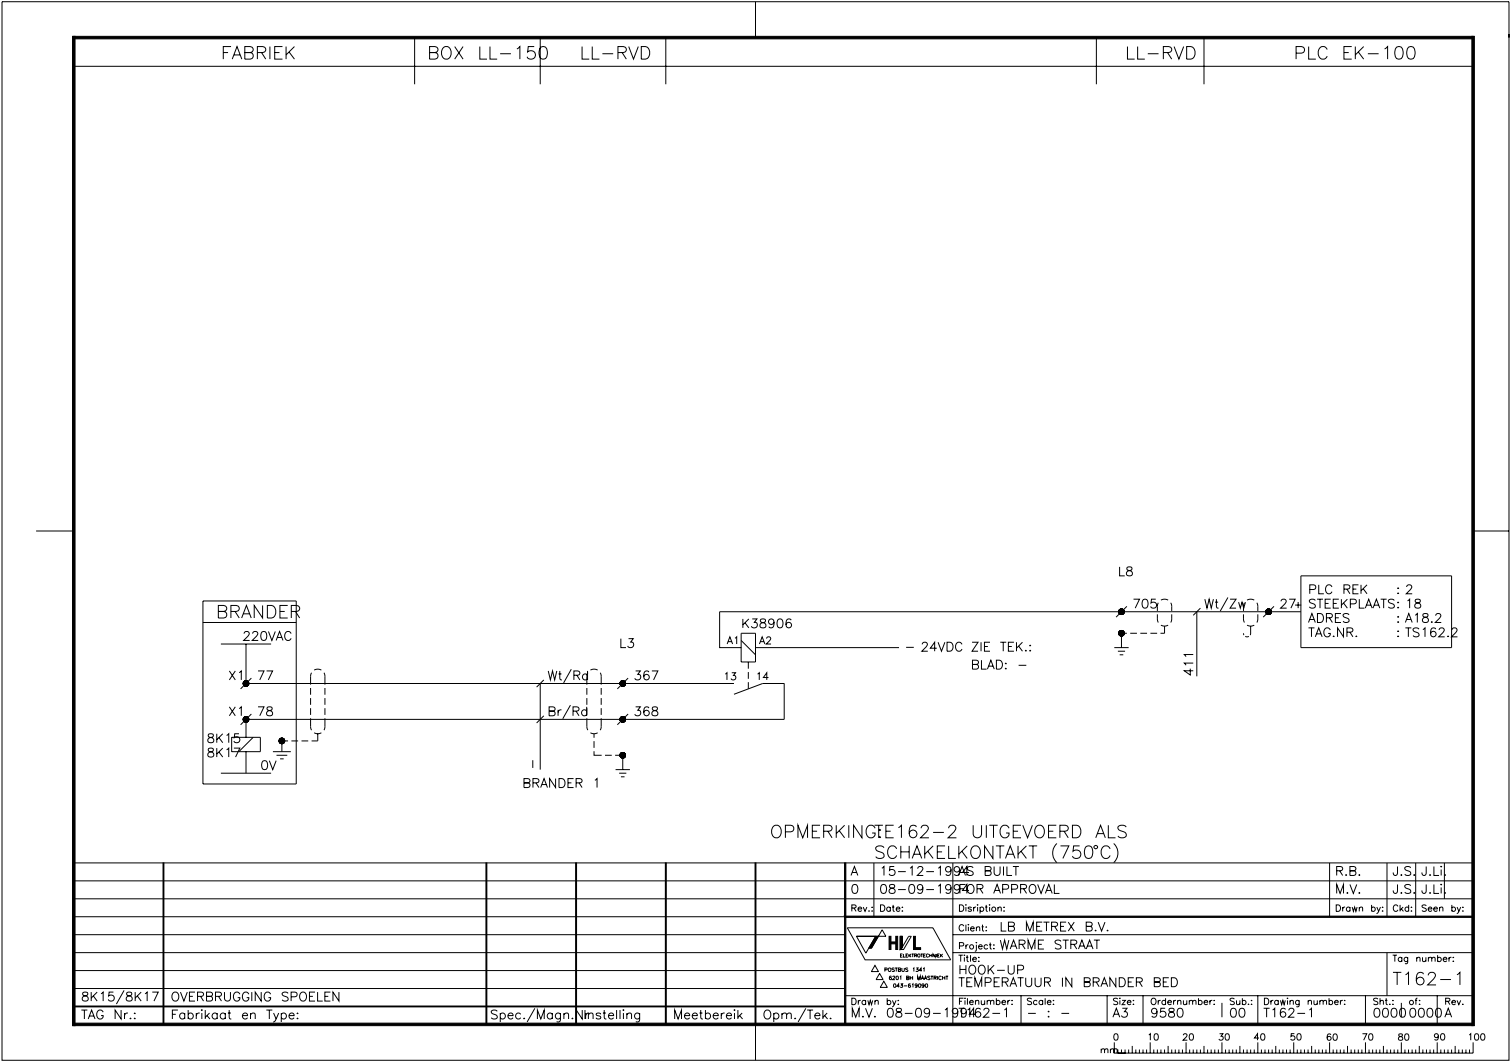 FABRIEK BOX LL-150 LL-RVD LL-RVD PLC EK-100
L8
PLC REK : 2
STEEKPLAATS: 18
ADRES : A18.2
TAG.NR. : TS162.2
705 Wt/Zw 27+
411
BRANDER
220VAC
X1 77
X1 78
8K15
8K17
0V
Wt/Rd
Br/Rd
1
BRANDER 1
L3
367
368
K38906
A1 A2
13 14
- 24VDC ZIE TEK.:
BLAD: -
OPMERKING: TE162-2 UITGEVOERD ALS
SCHAKELKONTAKT (750°C)
A 15-12-1994 AS BUILT R.B. J.S. J.Li.
0 08-09-1994 FOR APPROVAL M.V. J.S. J.Li.
Rev.: Date: Disription: Drawn by: Ckd: Seen by:
HVL
ELEKTROTECHNIEK
POSTBUS 1341
6201 BH MAASTRICHT
043-619090
Client: LB METREX B.V.
Project: WARME STRAAT
Title:
HOOK-UP
TEMPERATUUR IN BRANDER BED
Tag number:
T162-1
Drawn by: Filenumber: Scale: Size: Ordernumber: Sub.: Drawing number: Sht.: of: Rev.
M.V. 08-09-1994 T162-1 - : - A3 9580 00 T162-1 0000 0000 A
8K15/8K17 OVERBRUGGING SPOELEN
TAG Nr.: Fabrikaat en Type: Spec./Magn.Nr. Instelling Meetbereik Opm./Tek.
mm 0 10 20 30 40 50 60 70 80 90 100